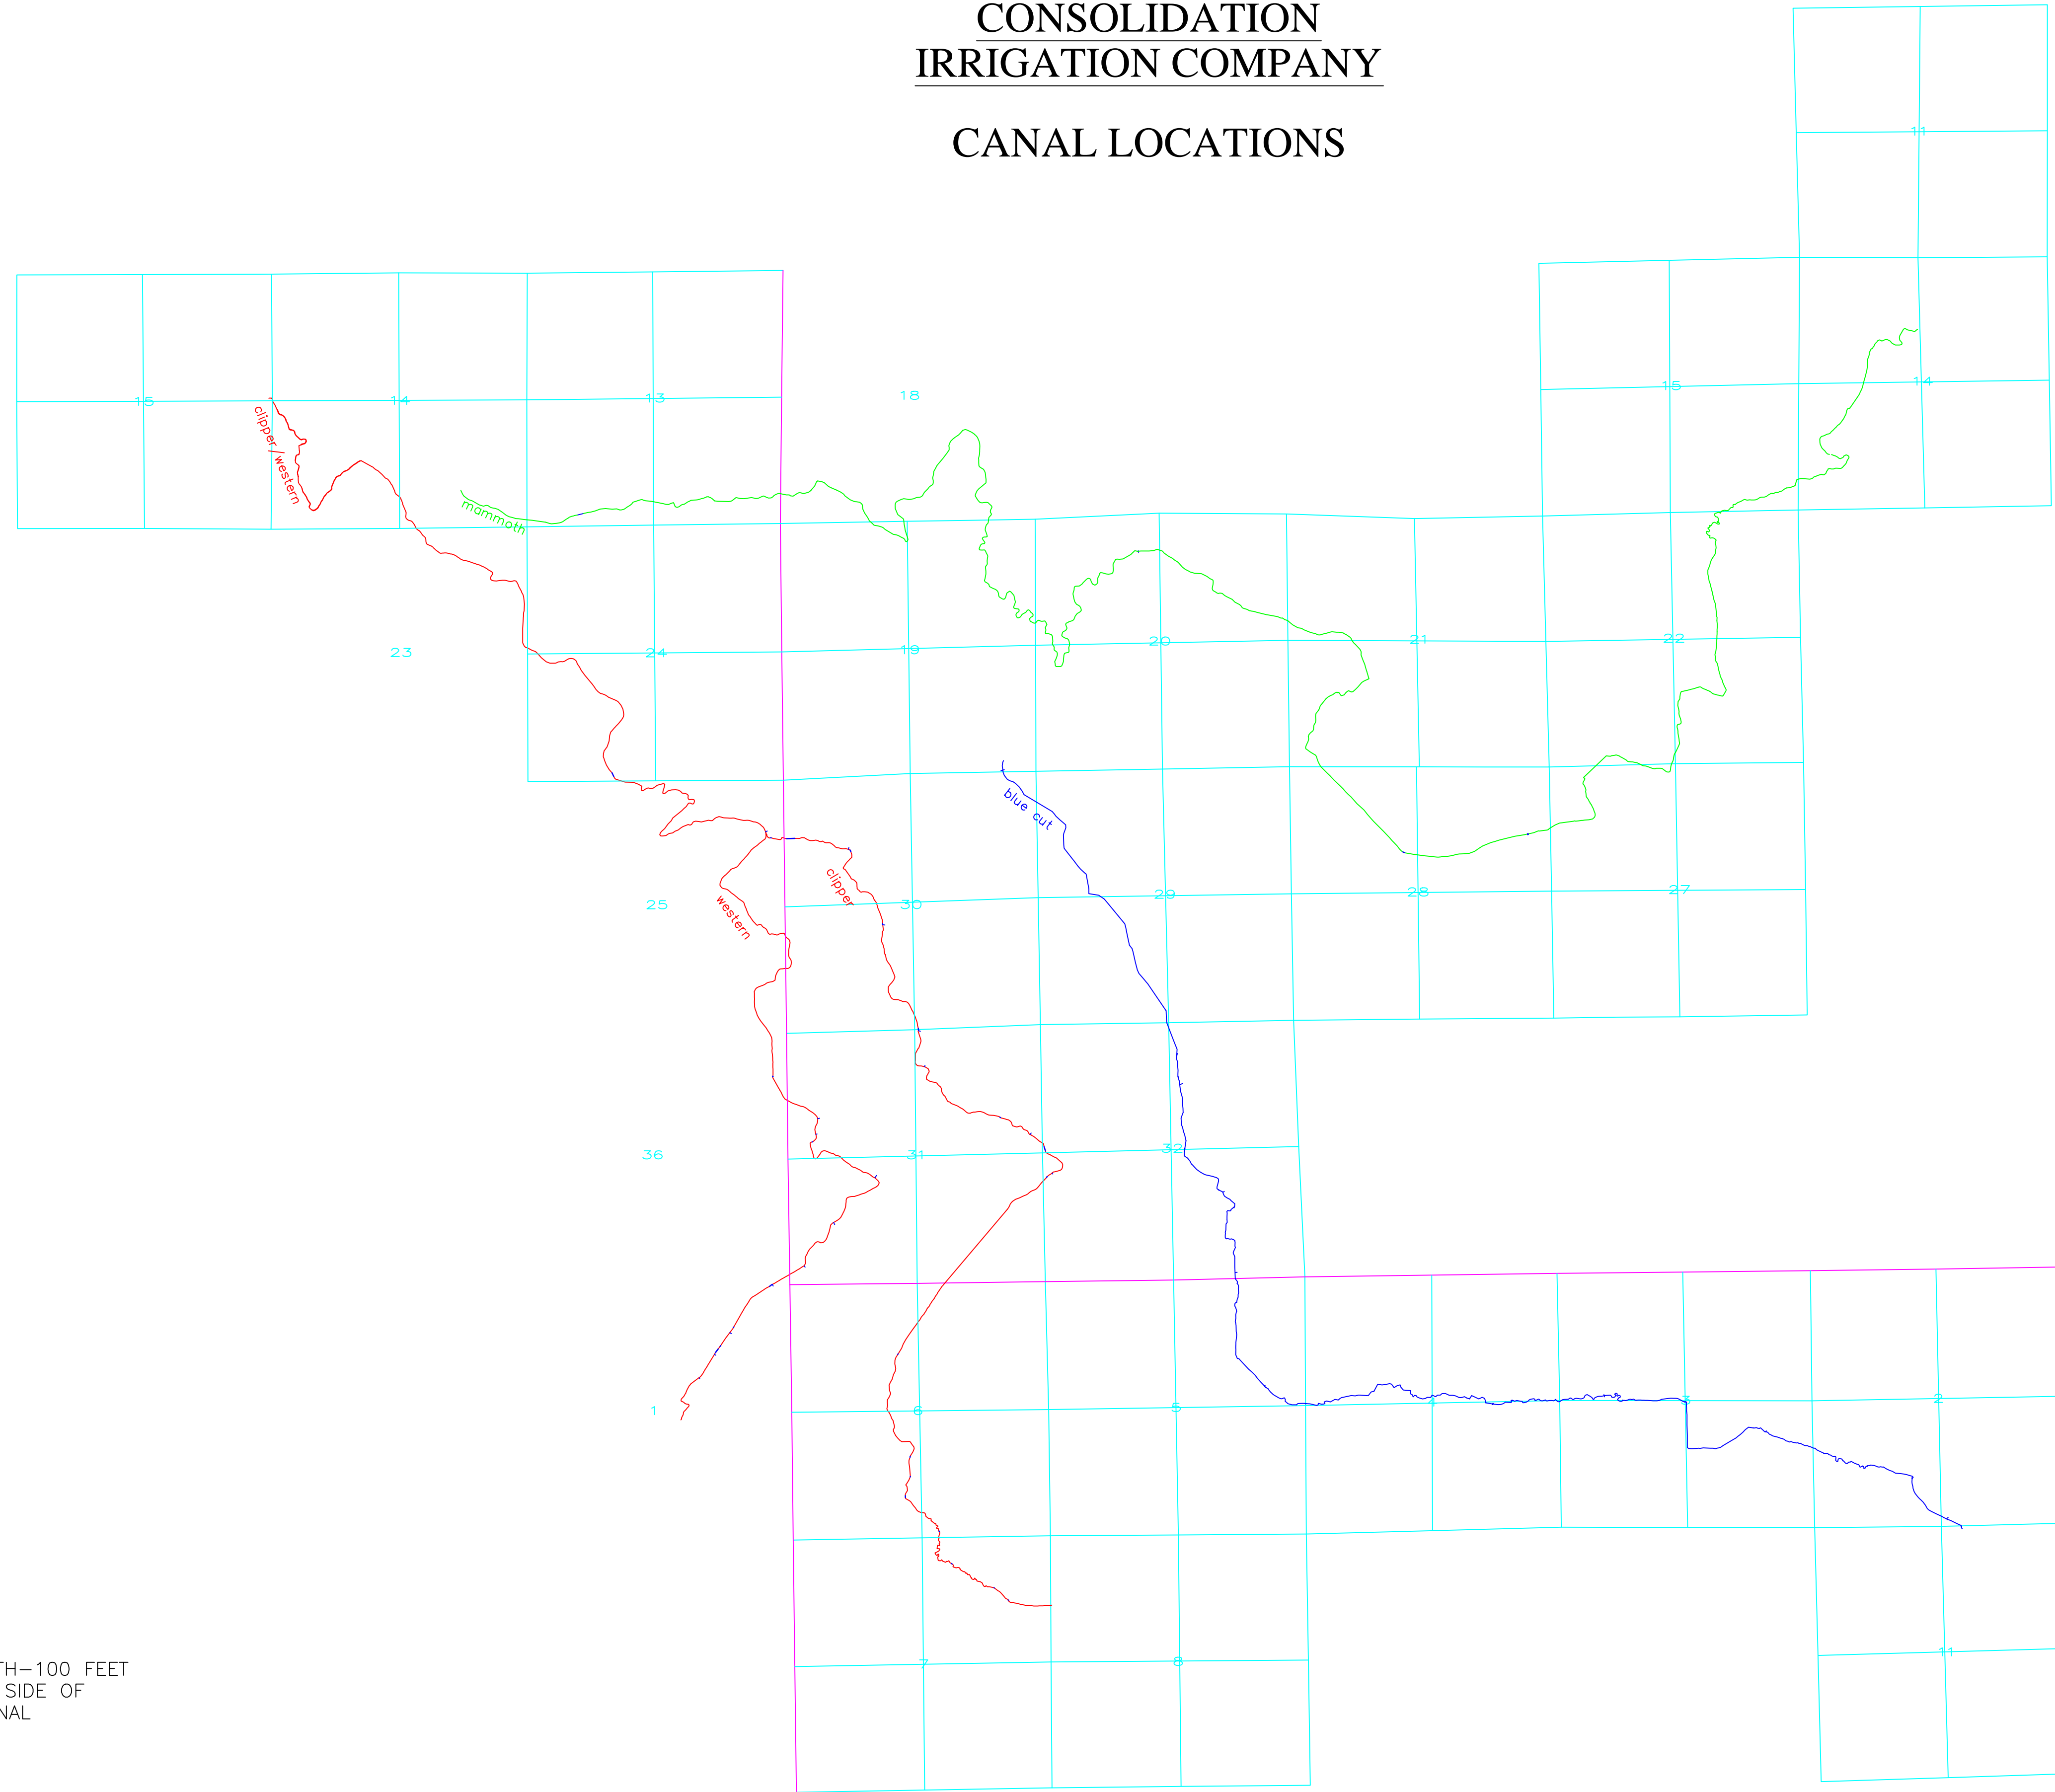 CONSOLIDATION
IRRIGATION COMPANY
CANAL LOCATIONS
11
15
14
13
18
15
14
clipper/western
mammoth
23
24
19
20
21
22
blue cut
clipper
western
25
30
29
28
27
36
31
32
1
6
5
3
2
7
8
11
TH-100 FEET
SIDE OF
NAL